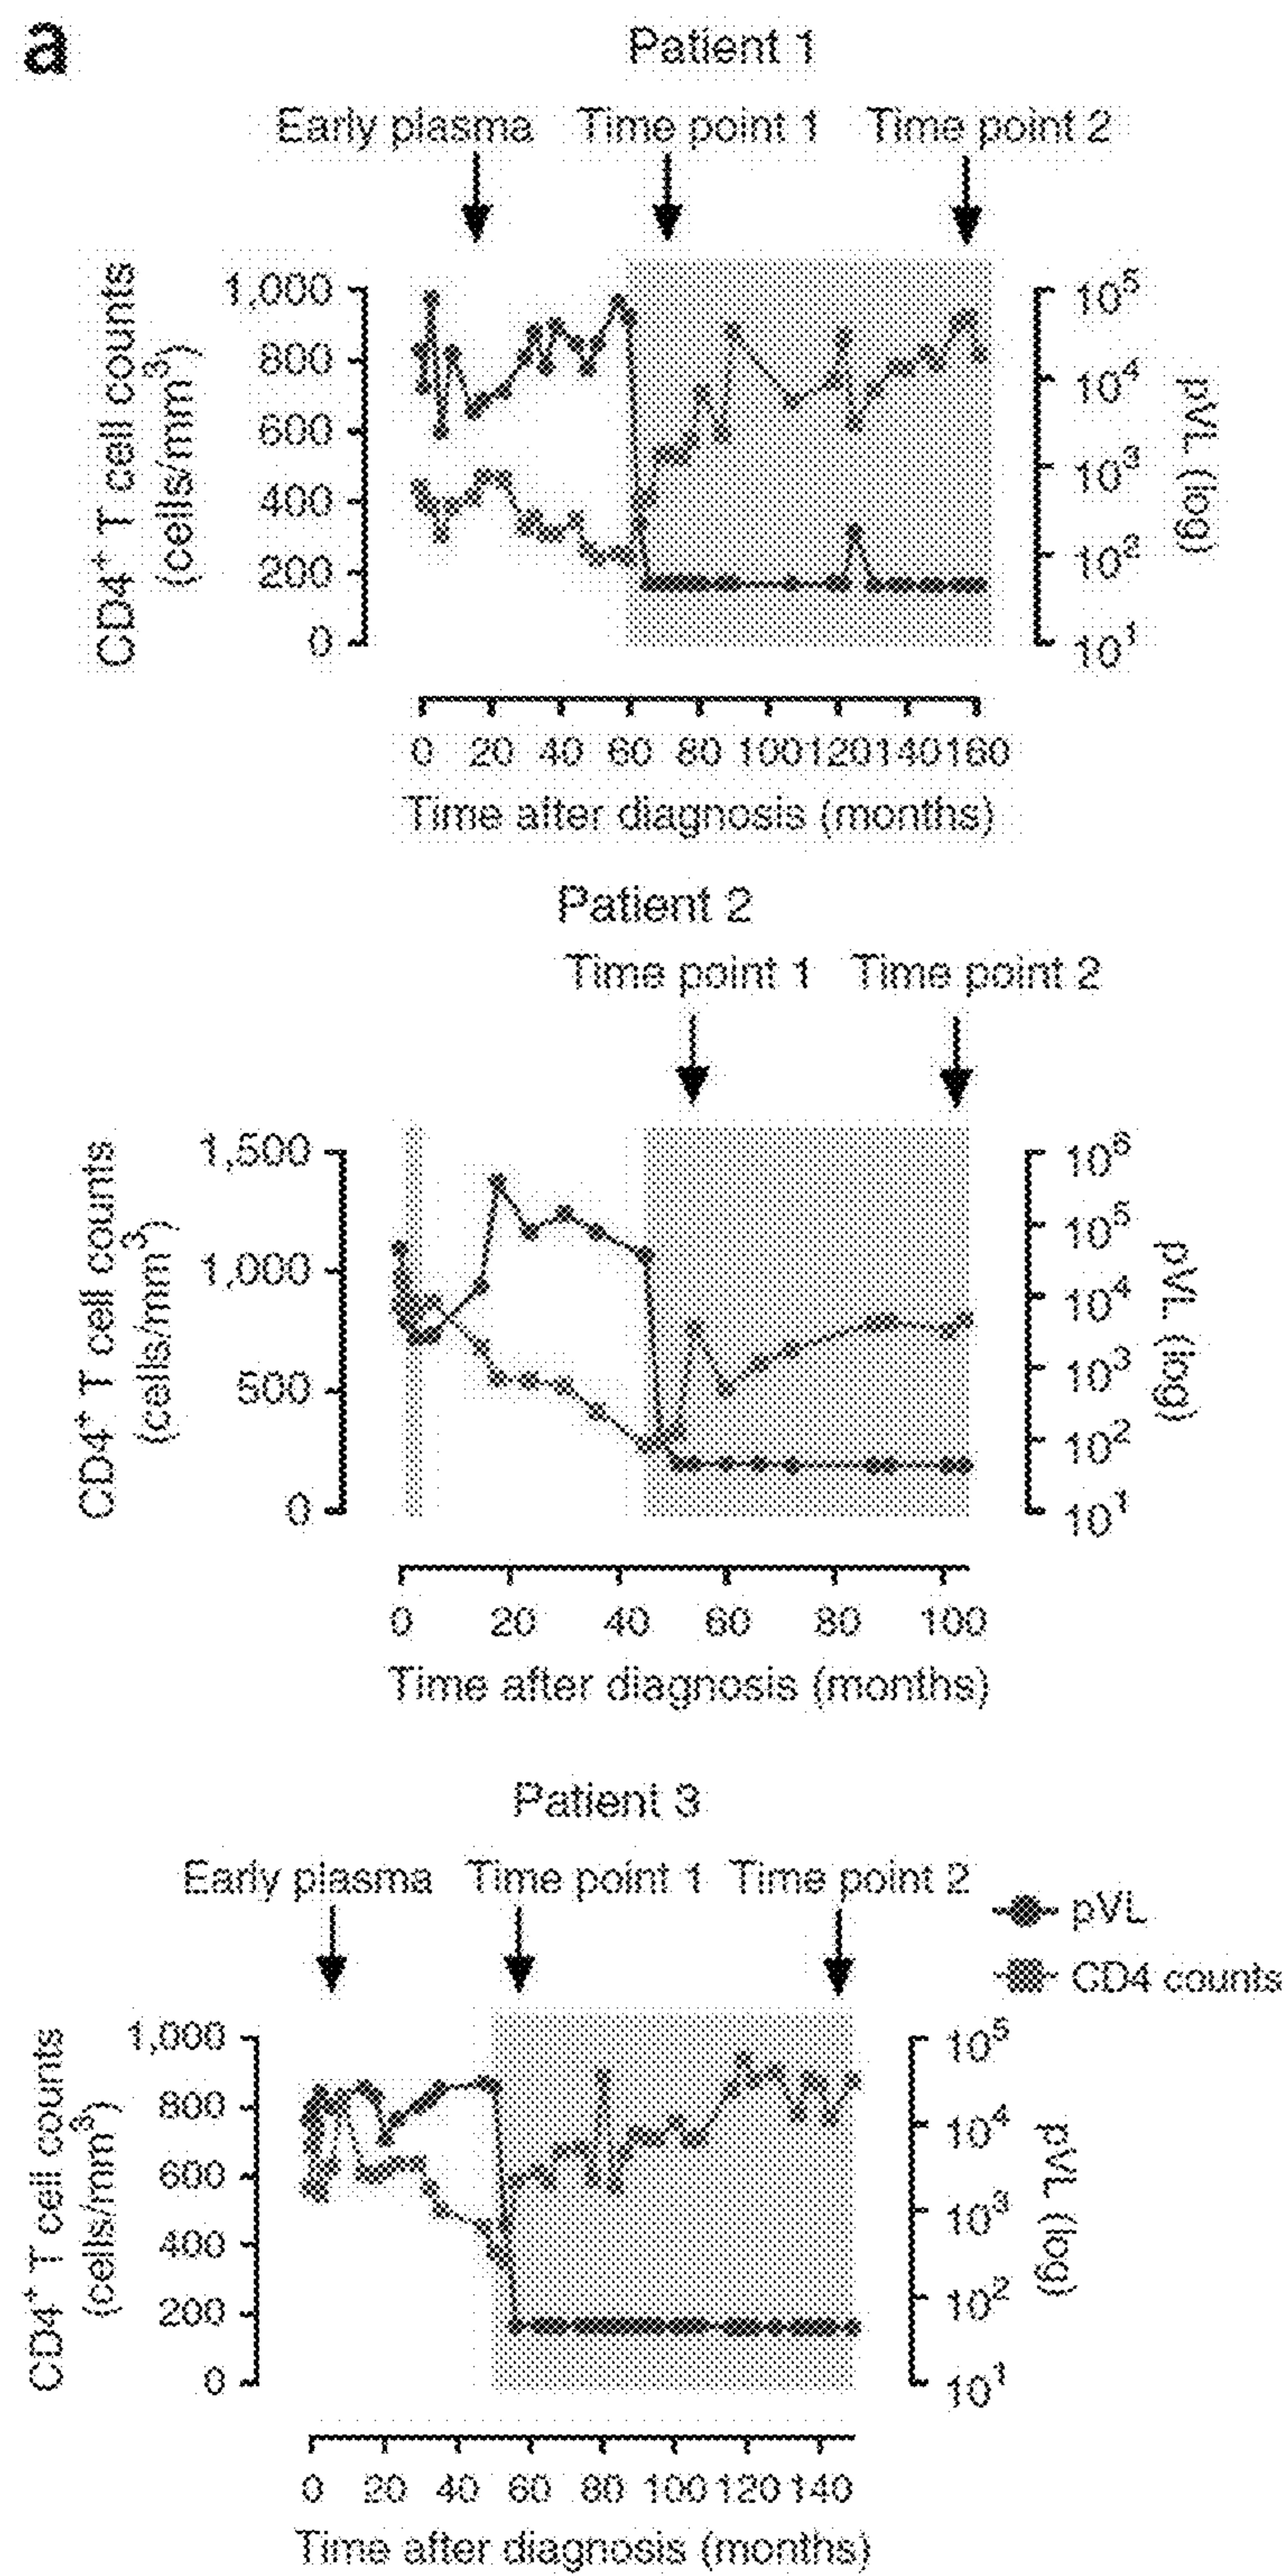 a
Patient 1
Early plasma Time point 1 Time point 2
CD4+ T cell counts
(cells/mm3)
1,000
800
600
400
200
0
10^5
10^4
10^3
10^2
10^1
pVL (log)
0 20 40 60 80 100 120 140 160
Time after diagnosis (months)
Patient 2
Time point 1 Time point 2
CD4+ T cell counts
(cells/mm3)
1,500
1,000
500
0
10^6
10^5
10^4
10^3
10^2
10^1
pVL (log)
0 20 40 60 80 100
Time after diagnosis (months)
Patient 3
Early plasma Time point 1 Time point 2
pVL
CD4 counts
CD4+ T cell counts
(cells/mm3)
1,000
800
600
400
200
0
10^5
10^4
10^3
10^2
10^1
pVL (log)
0 20 40 60 80 100 120 140
Time after diagnosis (months)